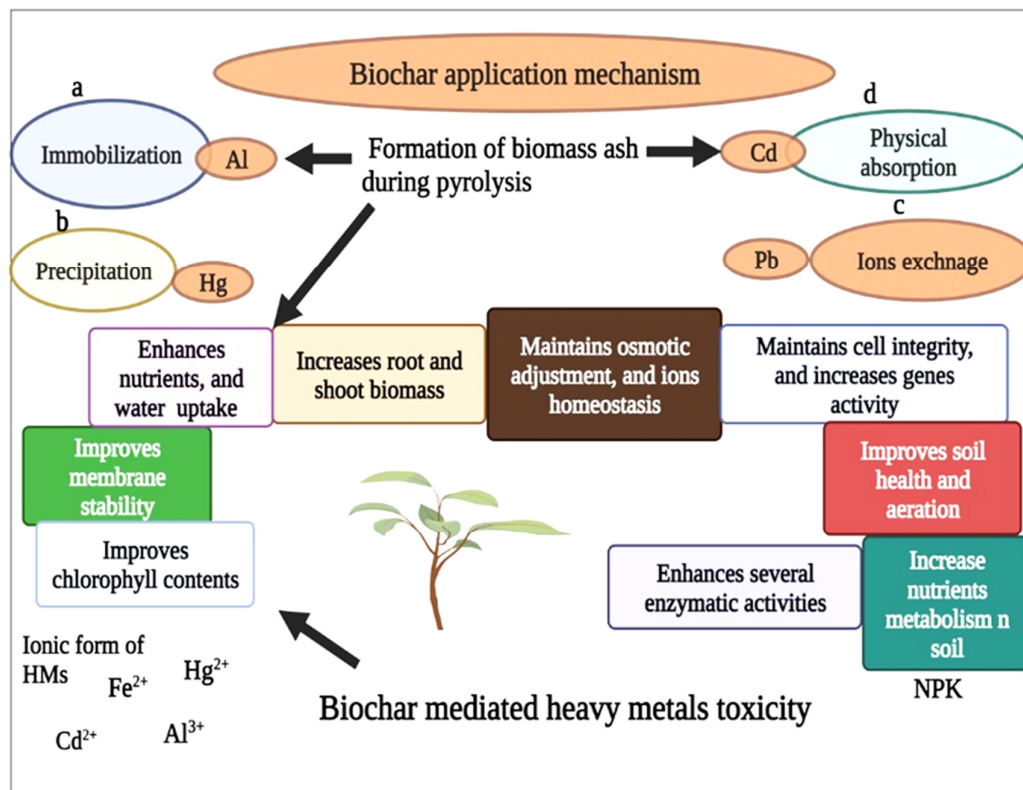 Biochar application mechanism
a
Immobilization
Al
Formation of biomass ash
during pyrolysis
d
Cd
Physical
absorption
b
Precipitation
Hg
c
Pb
Ions exchnage
Enhances
nutrients, and
water uptake
Increases root and
shoot biomass
Maintains osmotic
adjustment, and ions
homeostasis
Maintains cell integrity,
and increases genes
activity
Improves
membrane
stability
Improves soil
health and
aeration
Improves
chlorophyll contents
Enhances several
enzymatic activities
Increase
nutrients
metabolism n
soil
NPK
Ionic form of
HMs
Fe²⁺
Hg²⁺
Cd²⁺
Al³⁺
Biochar mediated heavy metals toxicity